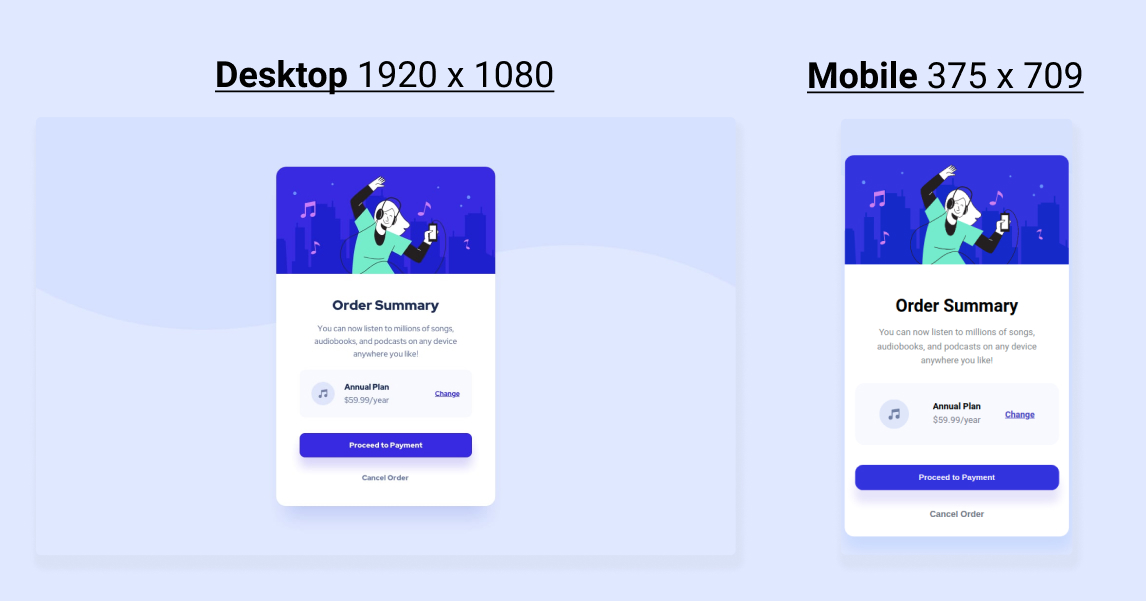 Desktop 1920 x 1080
Mobile 375 x 709
Order Summary
You can now listen to millions of songs,
audiobooks, and podcasts on any device
anywhere you like!
Annual Plan
$59.99/year
Change
Proceed to Payment
Cancel Order
Order Summary
You can now listen to millions of songs,
audiobooks, and podcasts on any device
anywhere you like!
Annual Plan
$59.99/year
Change
Proceed to Payment
Cancel Order